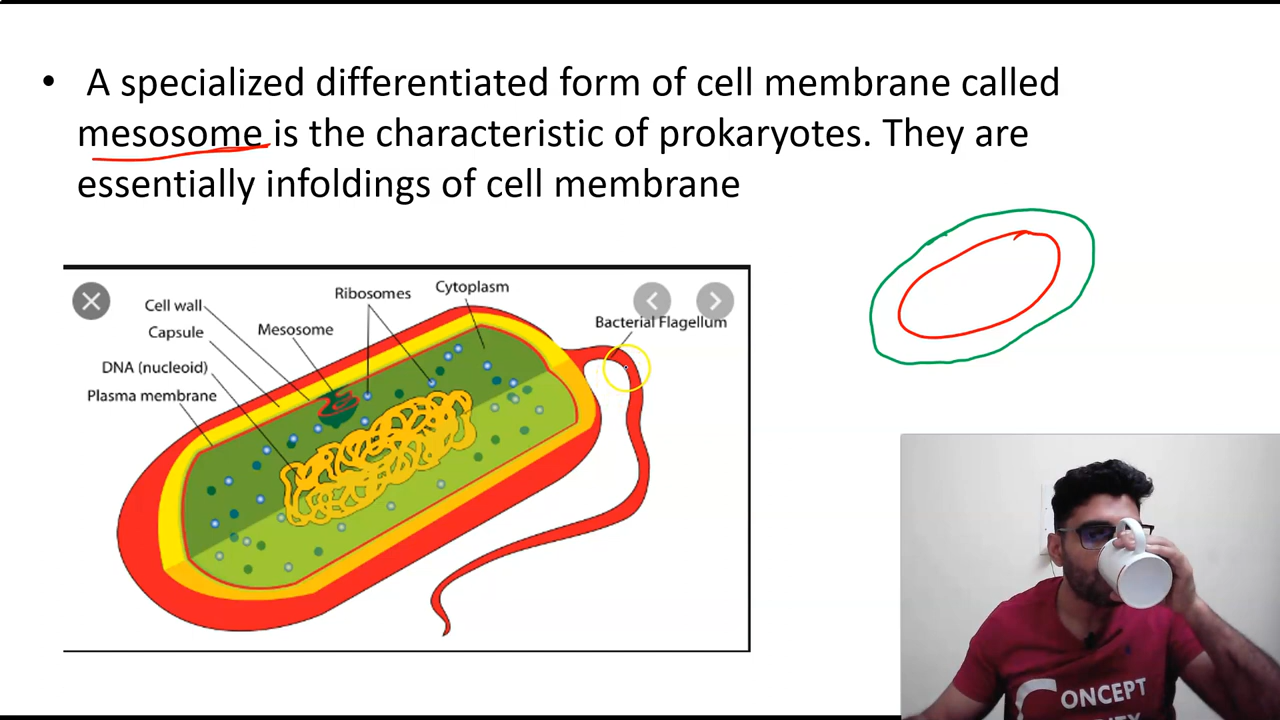 • A specialized differentiated form of cell membrane called
mesosome is the characteristic of prokaryotes. They are
essentially infoldings of cell membrane
Cell wall
Capsule
DNA (nucleoid)
Plasma membrane
Mesosome
Ribosomes
Cytoplasm
Bacterial Flagellum
ONCEPT